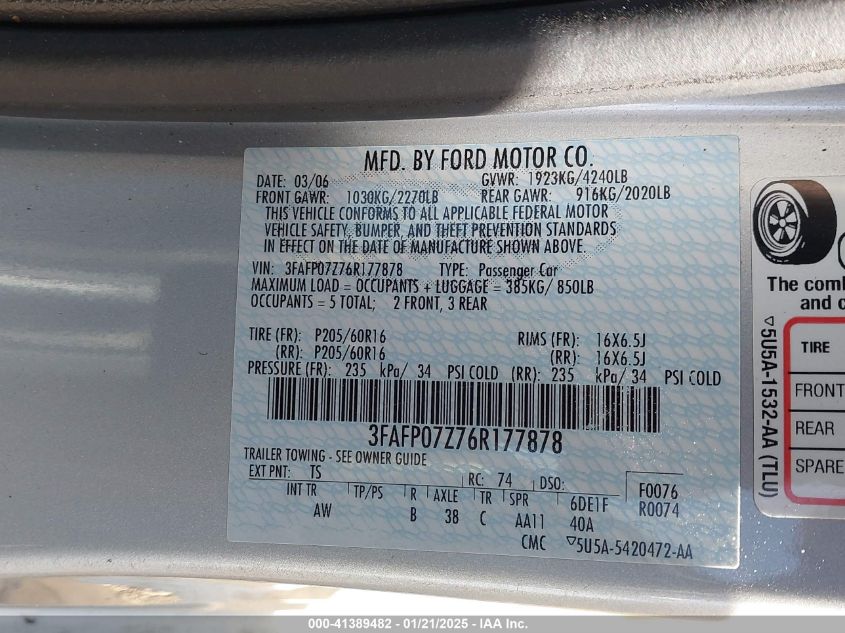 MFD. BY FORD MOTOR CO.
DATE: 03/06 GVWR: 1923KG/4240LB
FRONT GAWR: 1030KG/2270LB REAR GAWR: 916KG/2020LB
THIS VEHICLE CONFORMS TO ALL APPLICABLE FEDERAL MOTOR
VEHICLE SAFETY, BUMPER, AND THEFT PREVENTION STANDARDS
IN EFFECT ON THE DATE OF MANUFACTURE SHOWN ABOVE.
VIN: 3FAFP07Z76R177878 TYPE: Passenger Car
MAXIMUM LOAD = OCCUPANTS + LUGGAGE = 385KG/ 850LB
OCCUPANTS = 5 TOTAL; 2 FRONT, 3 REAR
TIRE (FR): P205/60R16 RIMS (FR): 16X6.5J
(RR): P205/60R16 (RR): 16X6.5J
PRESSURE (FR): 235 kPa/ 34 PSI COLD (RR): 235 kPa/ 34 PSI COLD
3FAFP07Z76R177878
TRAILER TOWING - SEE OWNER GUIDE
EXT PNT: TS RC: 74 DSO: F0076
INT TR TP/PS R AXLE TR SPR 6DE1F R0074
AW B 38 C AA11 40A
CMC ▽5U5A-5420472-AA
▽5U5A-1532-AA (TLU)
The comb
and c
TIRE
FRONT
REAR
SPARE
000-41389482 - 01/21/2025 - IAA Inc.